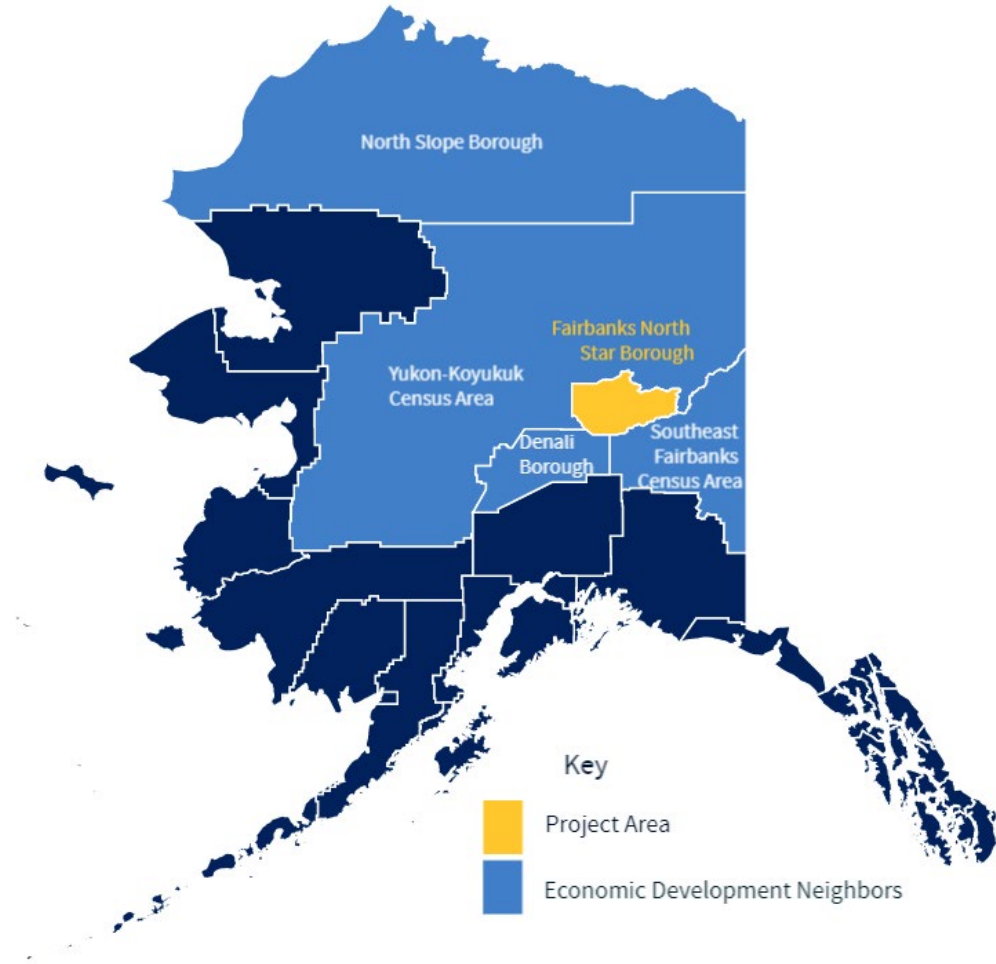 North Slope Borough
Fairbanks North
Star Borough
Yukon-Koyukuk
Census Area
Denali
Borough
Southeast
Fairbanks
Census Area
Key
Project Area
Economic Development Neighbors